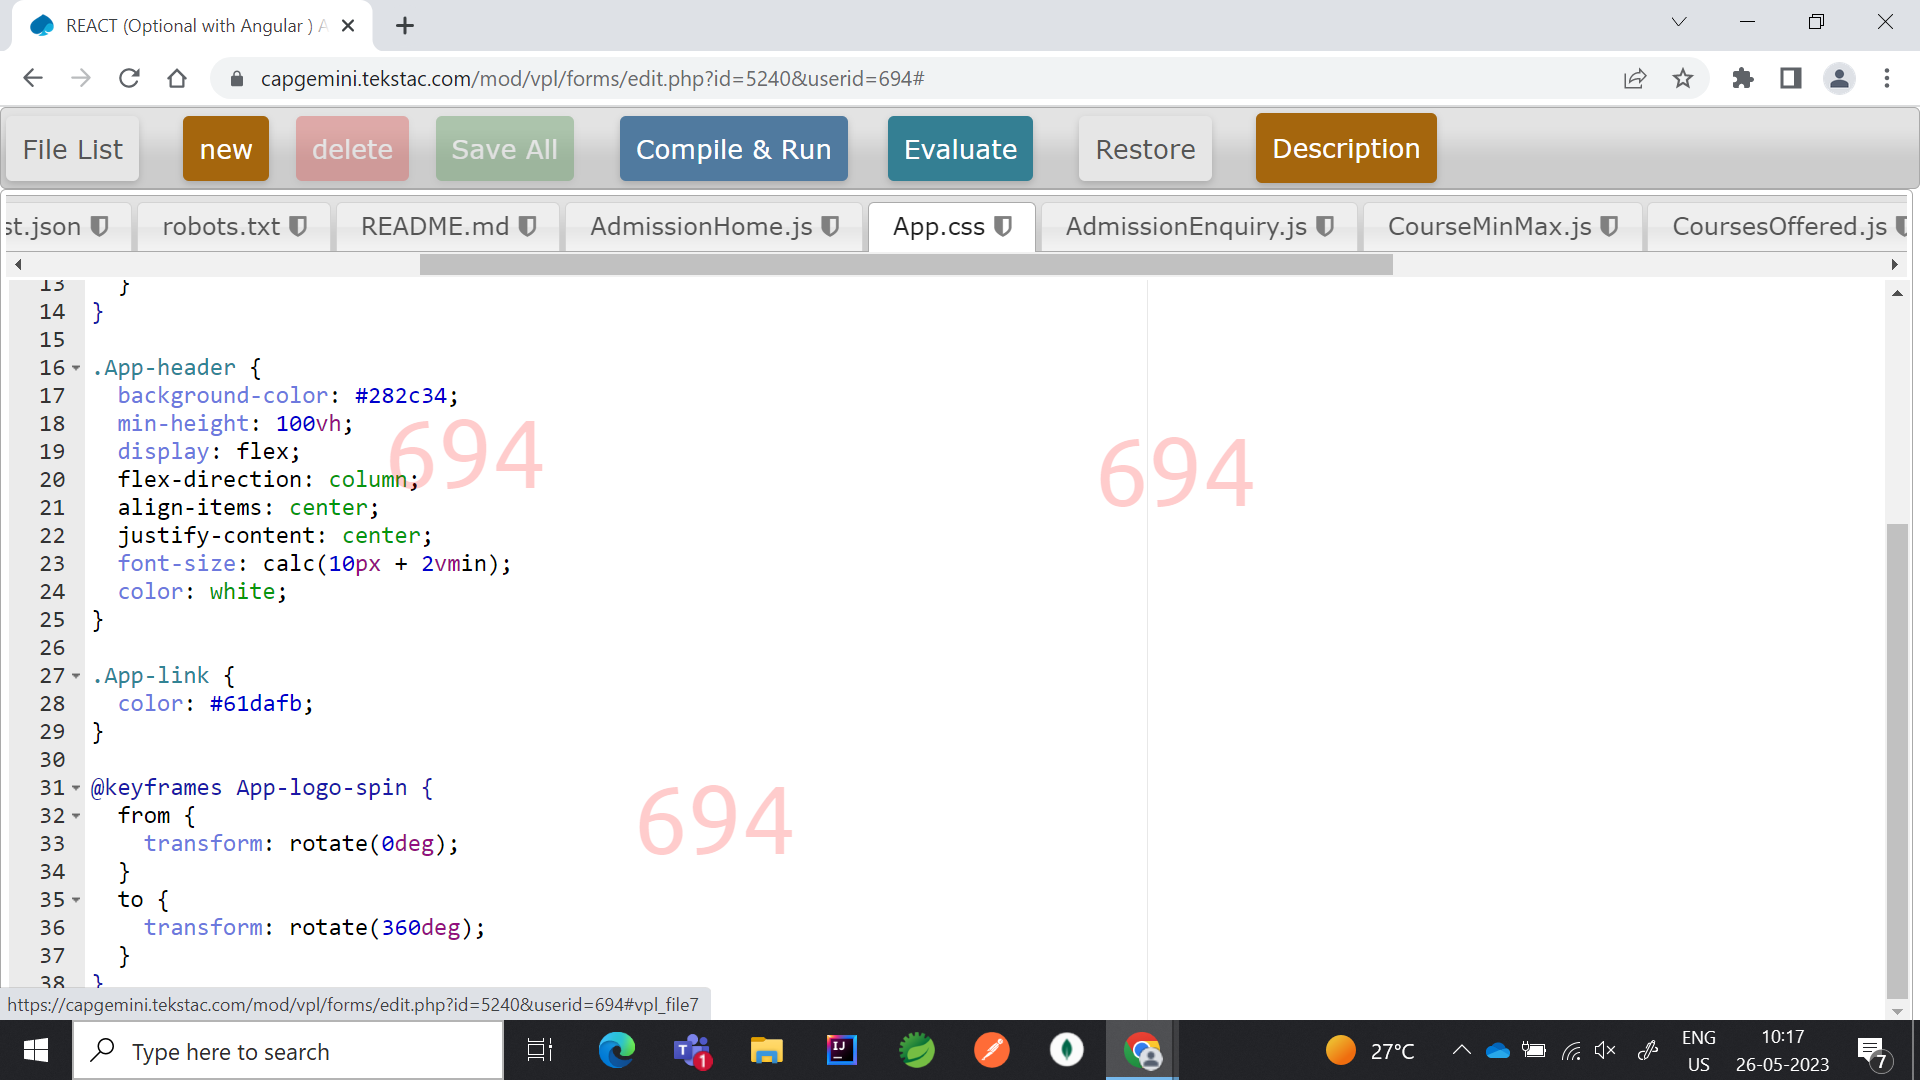 REACT (Optional with Angular ) A
capgemini.tekstac.com/mod/vpl/forms/edit.php?id=5240&userid=694#
File List new delete Save All Compile & Run Evaluate Restore Description
st.json robots.txt README.md AdmissionHome.js App.css AdmissionEnquiry.js CourseMinMax.js CoursesOffered.js
13   }
14 }
15
16 .App-header {
17   background-color: #282c34;
18   min-height: 100vh;
19   display: flex;
20   flex-direction: column;
21   align-items: center;
22   justify-content: center;
23   font-size: calc(10px + 2vmin);
24   color: white;
25 }
26
27 .App-link {
28   color: #61dafb;
29 }
30
31 @keyframes App-logo-spin {
32   from {
33     transform: rotate(0deg);
34   }
35   to {
36     transform: rotate(360deg);
37   }
38 }
694
694
694
https://capgemini.tekstac.com/mod/vpl/forms/edit.php?id=5240&userid=694#vpl_file7
Type here to search
T 1
IJ
27°C
ENG
US
10:17
26-05-2023
7